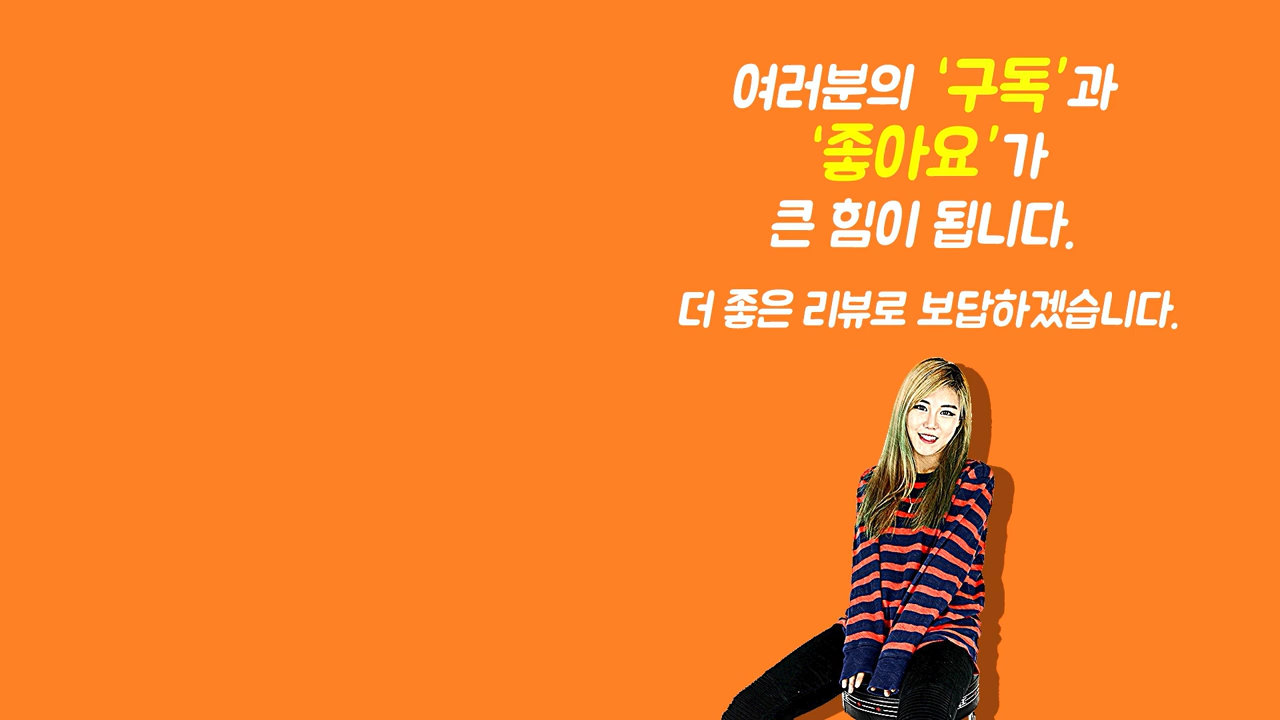 여러분의 ‘구독’과
‘좋아요’가
큰 힘이 됩니다.
더 좋은 리뷰로 보답하겠습니다.